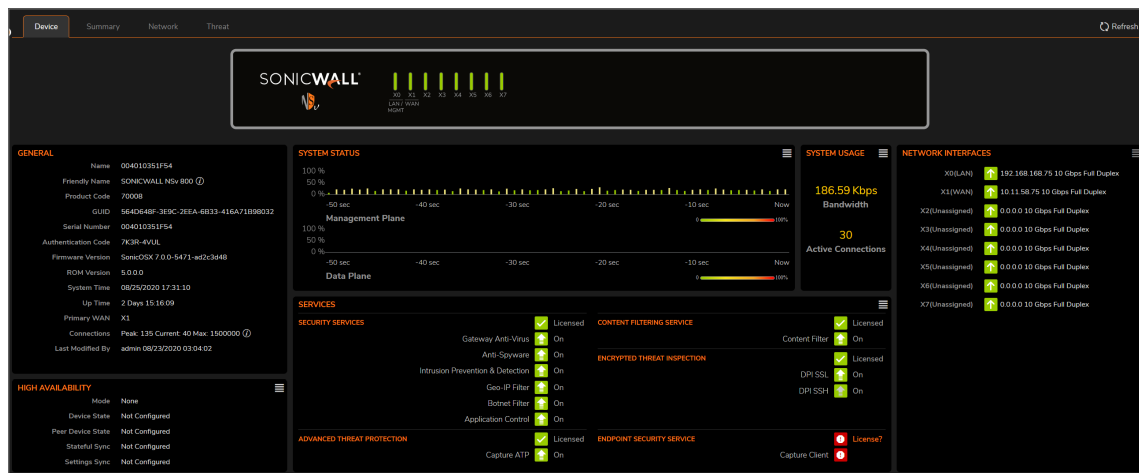 Device Summary Network Threat Refresh
SONICWALL
NSv
X0 X1 X2 X3 X4 X5 X6 X7
LAN / WAN
MGMT
GENERAL
Name 004010351F54
Friendly Name SONICWALL NSv 800
Product Code 70008
GUID 564D648F-3E9C-2EEA-6B33-416A71B98032
Serial Number 004010351F54
Authentication Code 7K3R-4VUL
Firmware Version SonicOSX 7.0.0-5471-ad2c3d48
ROM Version 5.0.0.0
System Time 08/25/2020 17:31:10
Up Time 2 Days 15:16:09
Primary WAN X1
Connections Peak: 135 Current: 40 Max: 1500000
Last Modified By admin 08/23/2020 03:04:02
HIGH AVAILABILITY
Mode None
Device State Not Configured
Peer Device State Not Configured
Stateful Sync Not Configured
Settings Sync Not Configured
SYSTEM STATUS
100 %
50 %
0 %
-50 sec -40 sec -30 sec -20 sec -10 sec Now
Management Plane 0 100%
100 %
50 %
0 %
-50 sec -40 sec -30 sec -20 sec -10 sec Now
Data Plane 0 100%
SYSTEM USAGE
186.59 Kbps
Bandwidth
30
Active Connections
NETWORK INTERFACES
X0(LAN) 192.168.168.75 10 Gbps Full Duplex
X1(WAN) 10.11.58.75 10 Gbps Full Duplex
X2(Unassigned) 0.0.0.0 10 Gbps Full Duplex
X3(Unassigned) 0.0.0.0 10 Gbps Full Duplex
X4(Unassigned) 0.0.0.0 10 Gbps Full Duplex
X5(Unassigned) 0.0.0.0 10 Gbps Full Duplex
X6(Unassigned) 0.0.0.0 10 Gbps Full Duplex
X7(Unassigned) 0.0.0.0 10 Gbps Full Duplex
SERVICES
SECURITY SERVICES Licensed
Gateway Anti-Virus On
Anti-Spyware On
Intrusion Prevention & Detection On
Geo-IP Filter On
Botnet Filter On
Application Control On
ADVANCED THREAT PROTECTION Licensed
Capture ATP On
CONTENT FILTERING SERVICE Licensed
Content Filter On
ENCRYPTED THREAT INSPECTION Licensed
DPI SSL On
DPI SSH On
ENDPOINT SECURITY SERVICE License?
Capture Client